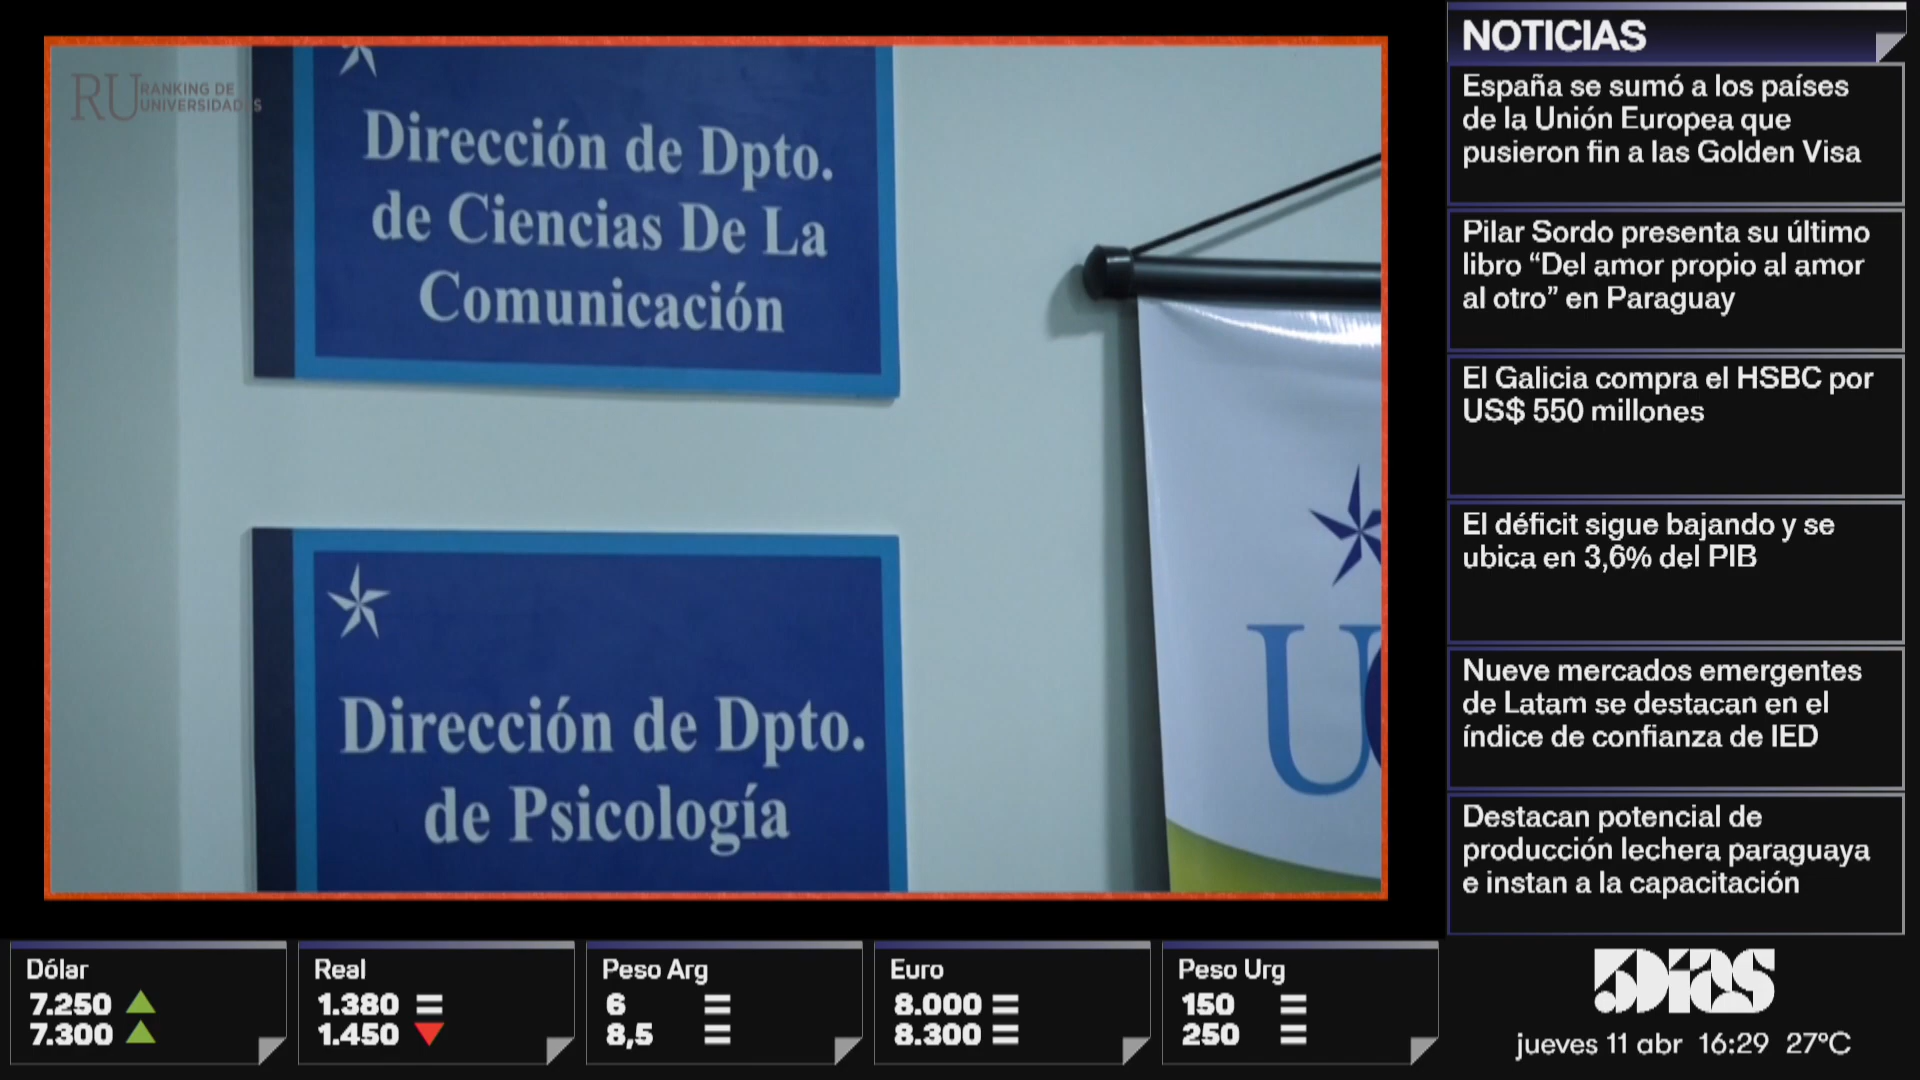 RU RANKING DE
UNIVERSIDADES
Dirección de Dpto.
de Ciencias De La
Comunicación
Dirección de Dpto.
de Psicología
U
NOTICIAS
España se sumó a los países
de la Unión Europea que
pusieron fin a las Golden Visa
Pilar Sordo presenta su último
libro “Del amor propio al amor
al otro” en Paraguay
El Galicia compra el HSBC por
US$ 550 millones
El déficit sigue bajando y se
ubica en 3,6% del PIB
Nueve mercados emergentes
de Latam se destacan en el
índice de confianza de IED
Destacan potencial de
producción lechera paraguaya
e instan a la capacitación
Dólar
7.250
7.300
Real
1.380
1.450
Peso Arg
6
8,5
Euro
8.000
8.300
Peso Urg
150
250
5Días
jueves 11 abr 16:29 27°C